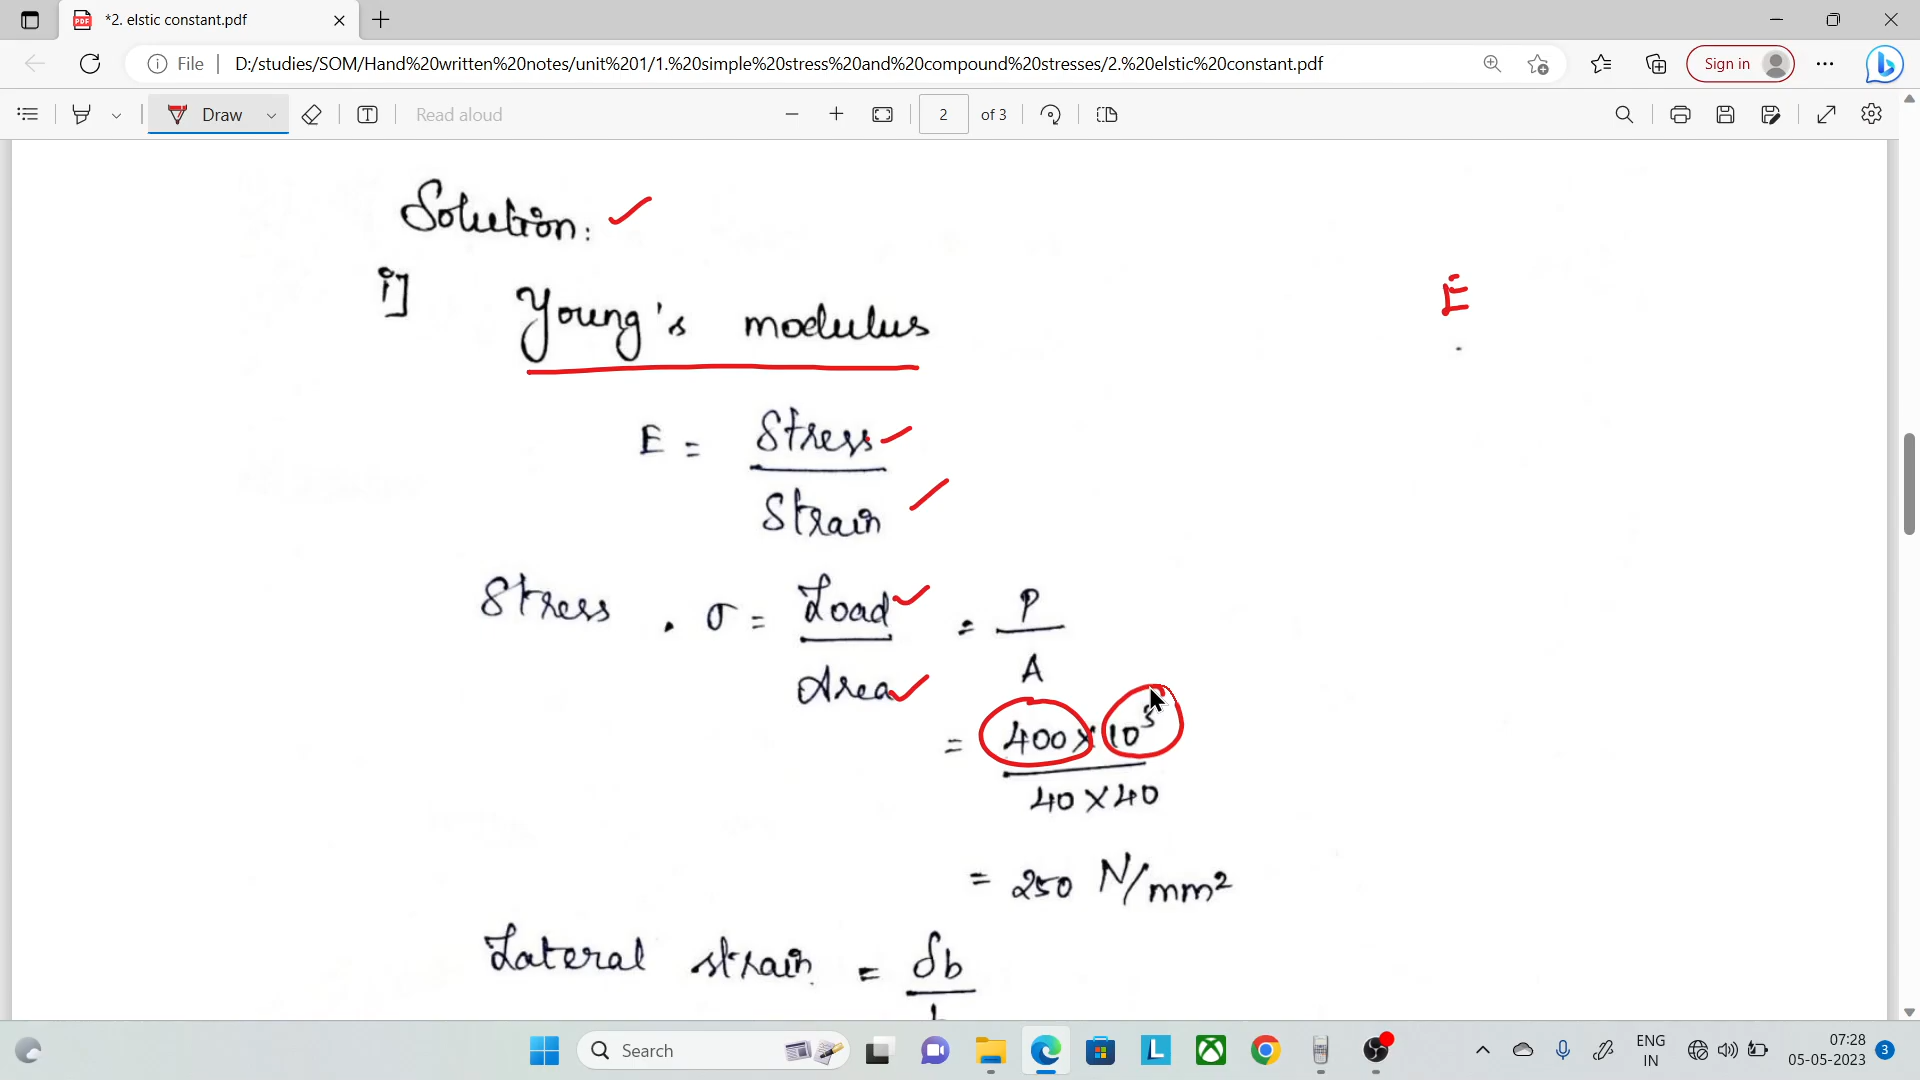 *2. elstic constant.pdf
File D:/studies/SOM/Hand%20written%20notes/unit%201/1.%20simple%20stress%20and%20compound%20stresses/2.%20elstic%20constant.pdf Sign in
Draw Read aloud 2 of 3
Solution:
i] Young's modulus
E
E = Stress
Strain
Stress . σ = Load = P
Area A
= 400 × 10³
40 × 40
= 250 N/mm²
Lateral strain = δb
Search
ENG
IN
07:28
05-05-2023 3